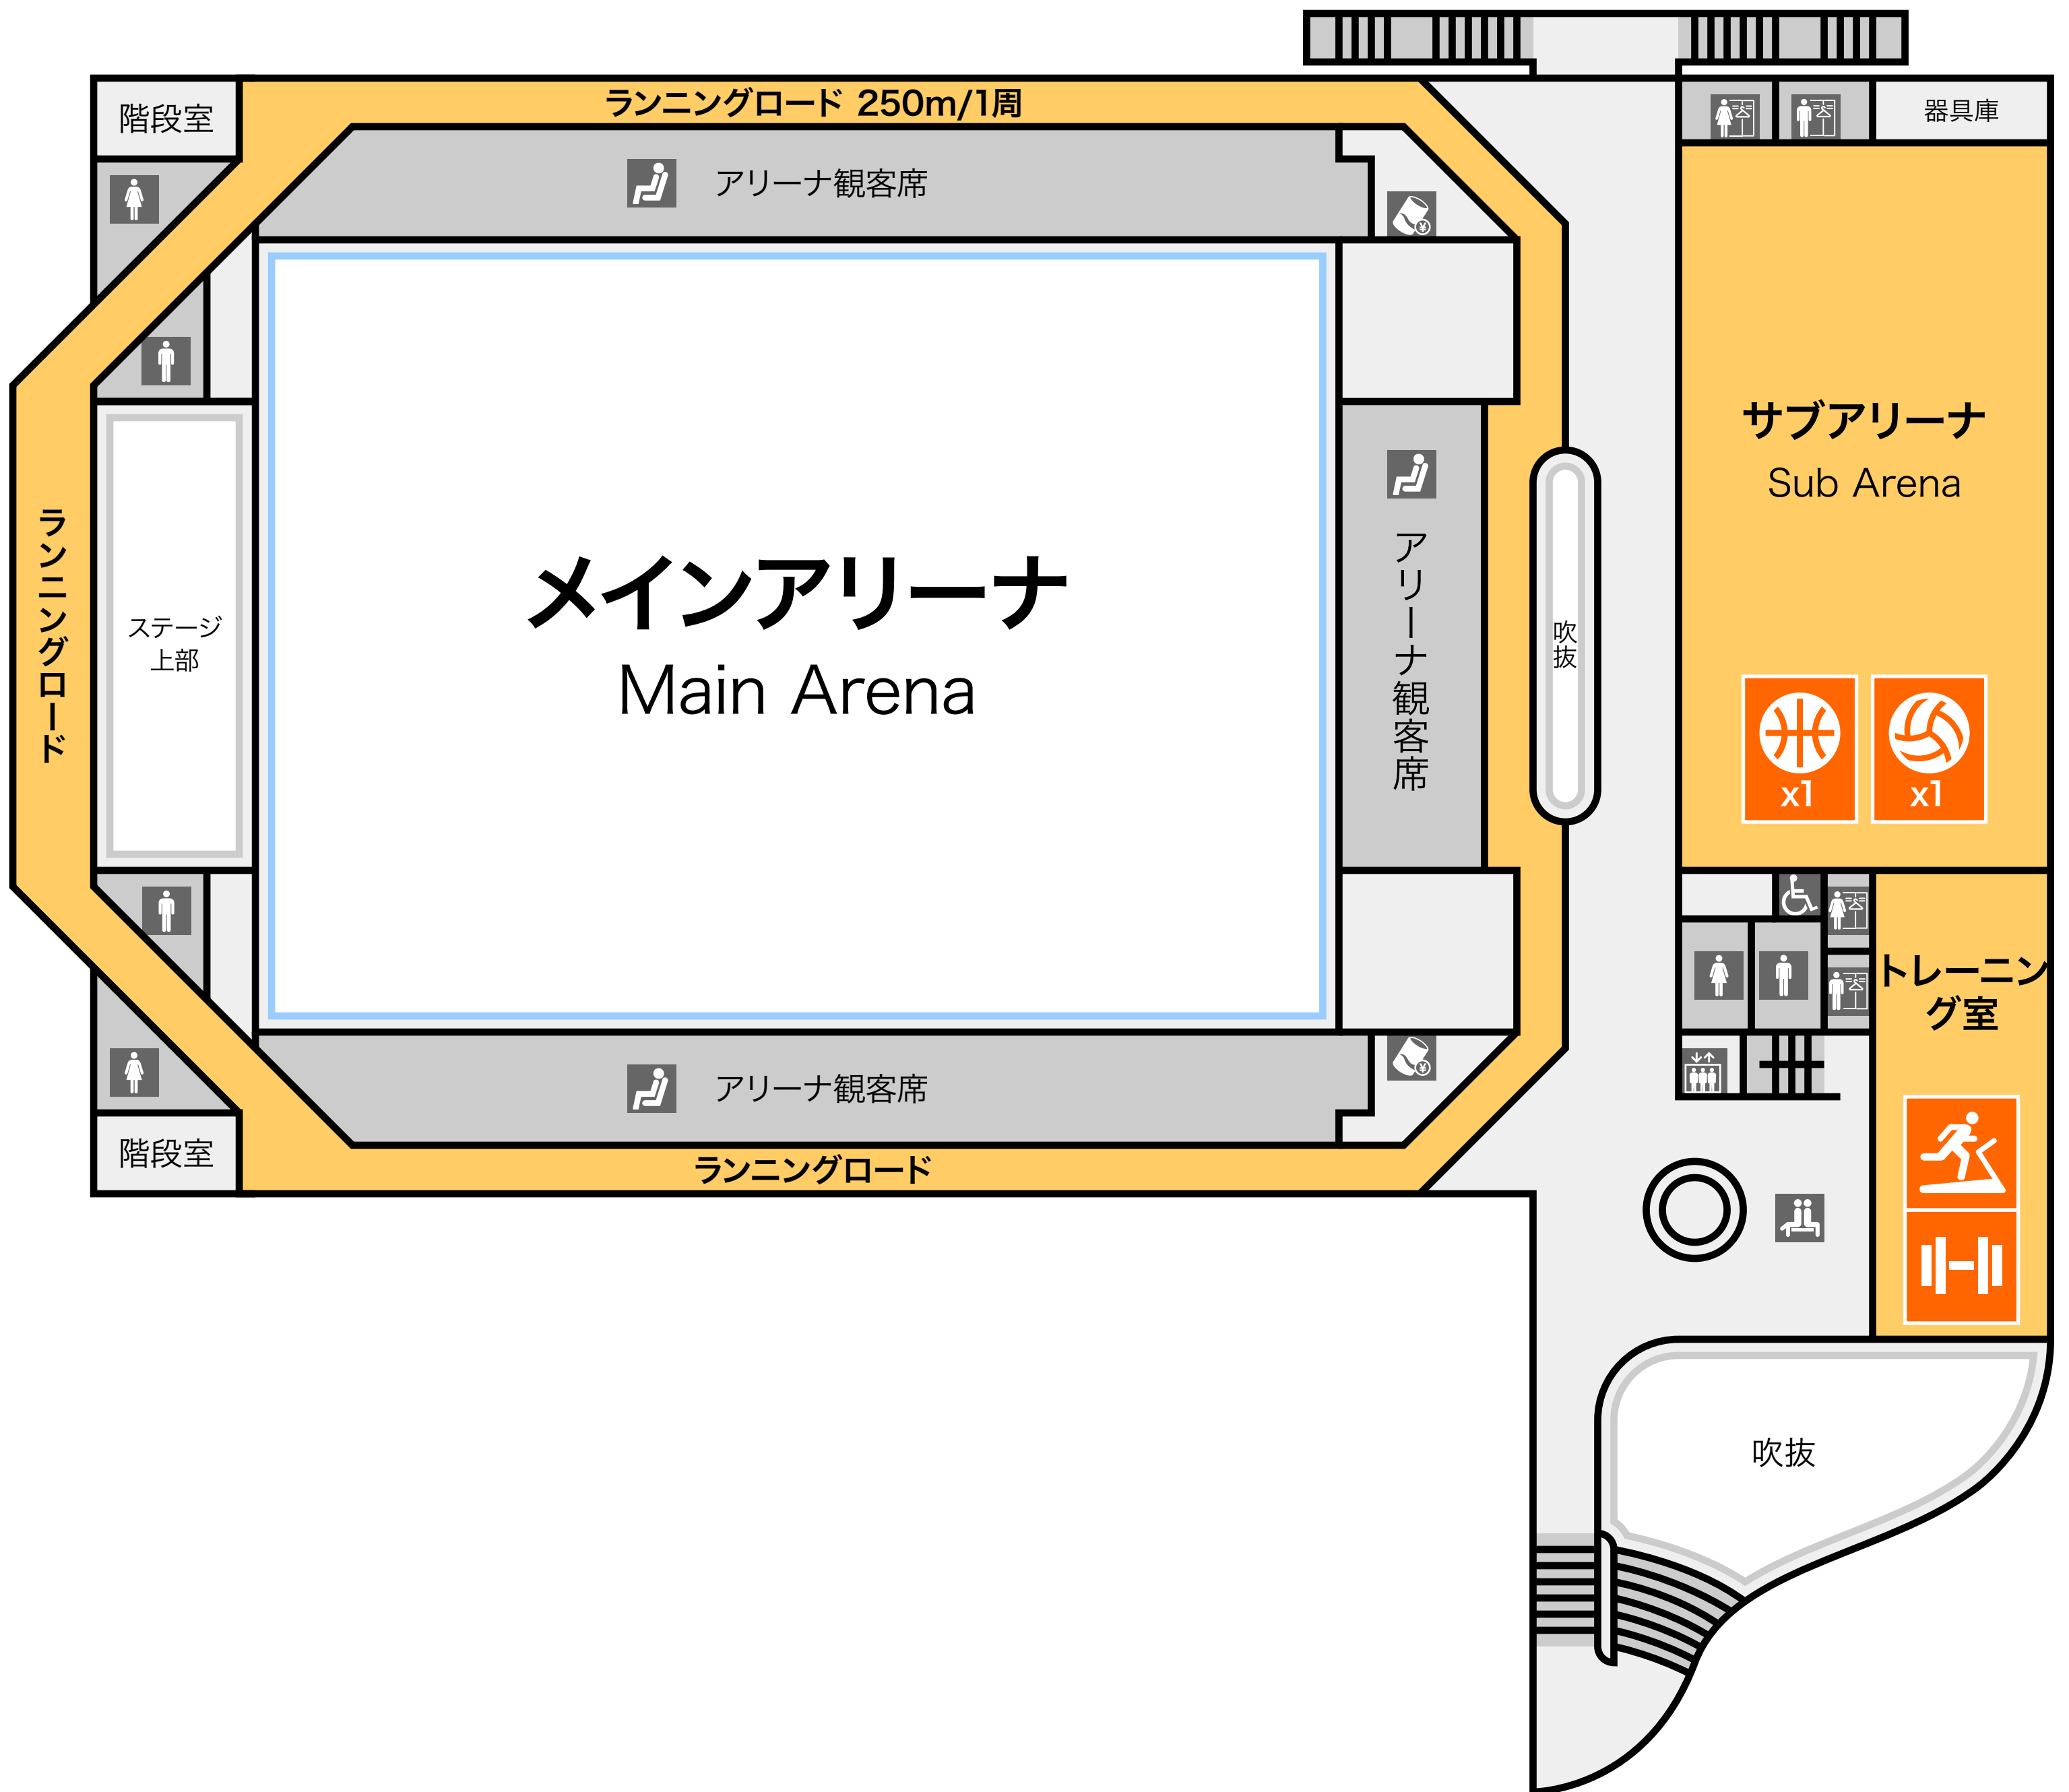 ランニングロード 250m/1周
階段室
アリーナ観客席
器具庫
サブアリーナ
Sub Arena
ランニングロード
ステージ
上部
メインアリーナ
Main Arena
アリーナ観客席
吹抜
x1
x1
トレーニン
グ室
アリーナ観客席
階段室
ランニングロード
吹抜